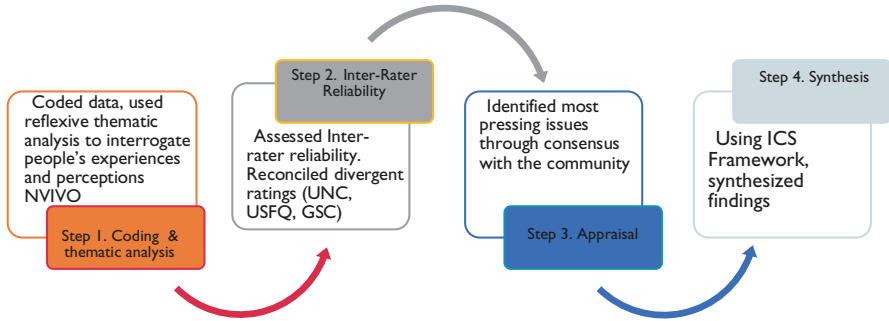 Coded data, used
reflexive thematic
analysis to interrogate
people's experiences
and perceptions
NVIVO
Step 1. Coding &
thematic analysis
Step 2. Inter-Rater
Reliability
Assessed Inter-
rater reliability.
Reconciled divergent
ratings (UNC,
USFQ, GSC)
Identified most
pressing issues
through consensus
with the community
Step 3. Appraisal
Step 4. Synthesis
Using ICS
Framework,
synthesized
findings